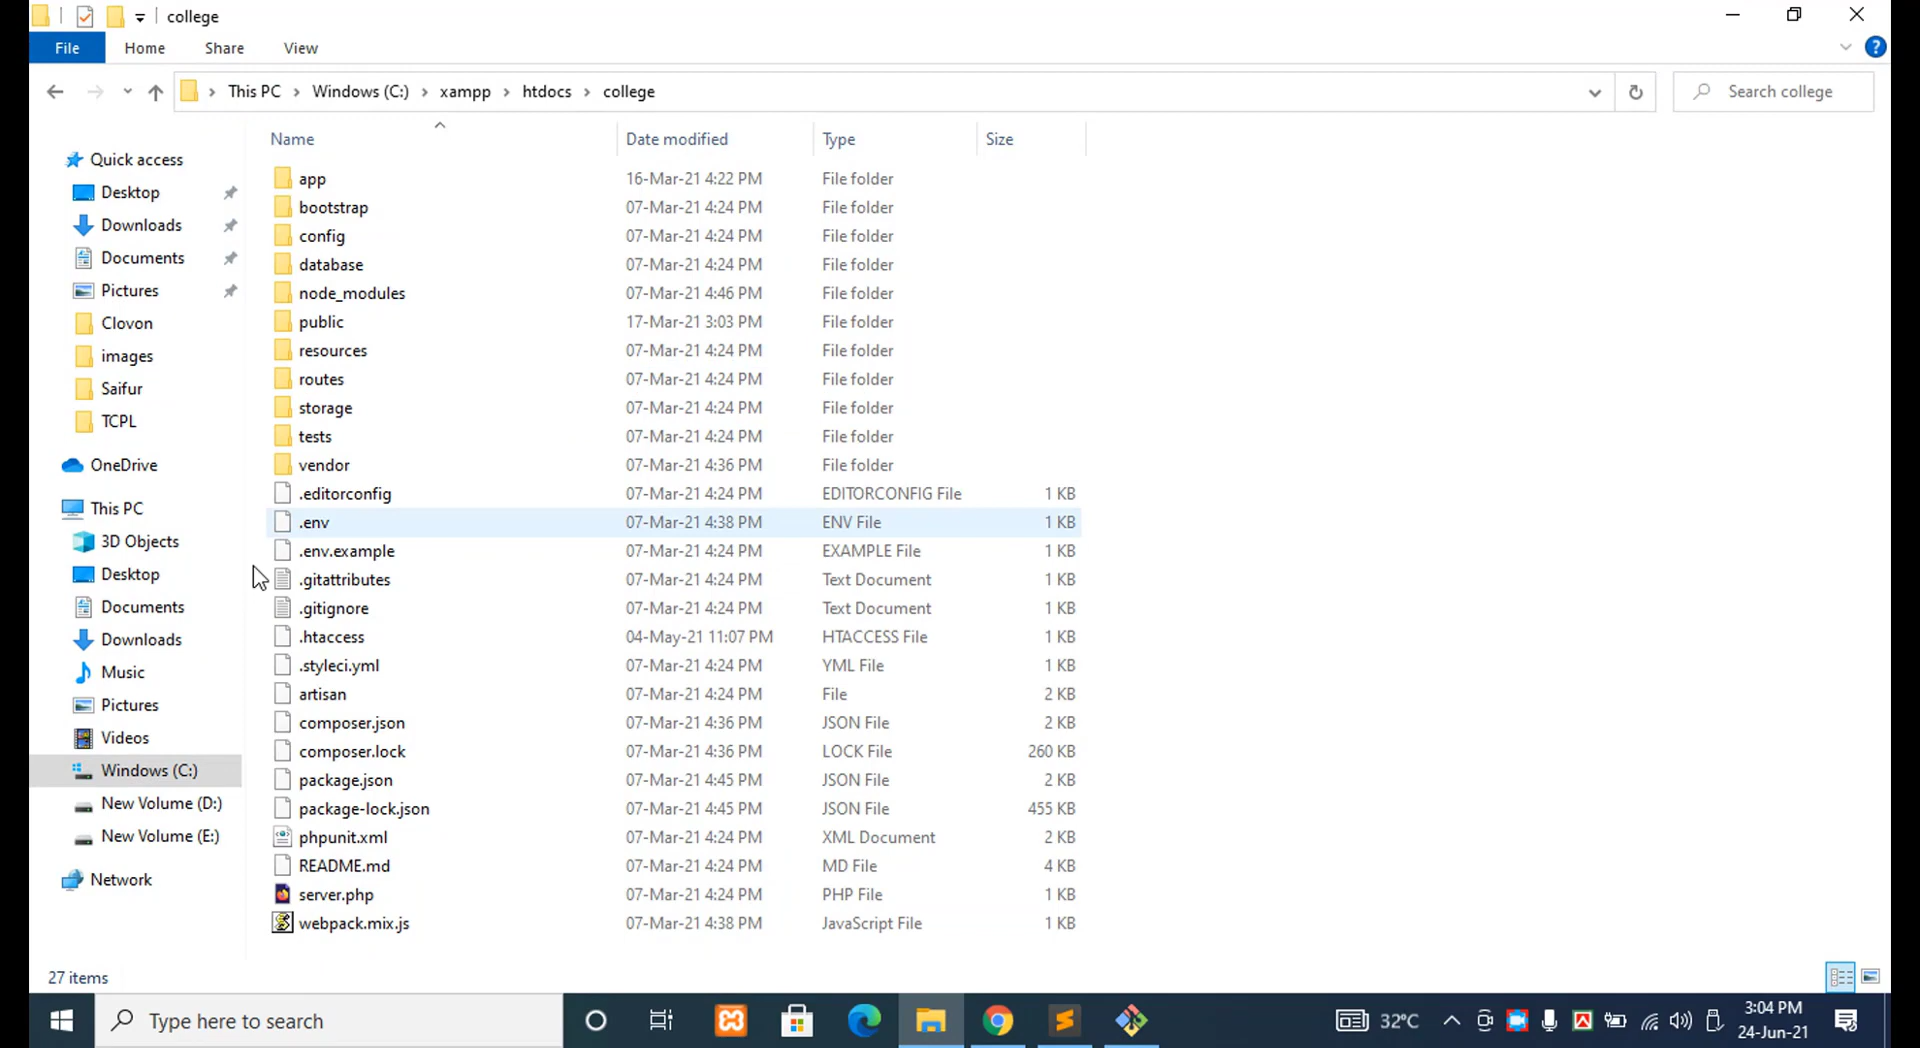 college
File Home Share View
This PC Windows (C:) xampp htdocs college Search college
Name Date modified Type Size
Quick access
Desktop
Downloads
Documents
Pictures
Clovon
images
Saifur
TCPL
OneDrive
This PC
3D Objects
Desktop
Documents
Downloads
Music
Pictures
Videos
Windows (C:)
New Volume (D:)
New Volume (E:)
Network
app 16-Mar-21 4:22 PM File folder
bootstrap 07-Mar-21 4:24 PM File folder
config 07-Mar-21 4:24 PM File folder
database 07-Mar-21 4:24 PM File folder
node_modules 07-Mar-21 4:46 PM File folder
public 17-Mar-21 3:03 PM File folder
resources 07-Mar-21 4:24 PM File folder
routes 07-Mar-21 4:24 PM File folder
storage 07-Mar-21 4:24 PM File folder
tests 07-Mar-21 4:24 PM File folder
vendor 07-Mar-21 4:36 PM File folder
.editorconfig 07-Mar-21 4:24 PM EDITORCONFIG File 1 KB
.env 07-Mar-21 4:38 PM ENV File 1 KB
.env.example 07-Mar-21 4:24 PM EXAMPLE File 1 KB
.gitattributes 07-Mar-21 4:24 PM Text Document 1 KB
.gitignore 07-Mar-21 4:24 PM Text Document 1 KB
.htaccess 04-May-21 11:07 PM HTACCESS File 1 KB
.styleci.yml 07-Mar-21 4:24 PM YML File 1 KB
artisan 07-Mar-21 4:24 PM File 2 KB
composer.json 07-Mar-21 4:36 PM JSON File 2 KB
composer.lock 07-Mar-21 4:36 PM LOCK File 260 KB
package.json 07-Mar-21 4:45 PM JSON File 2 KB
package-lock.json 07-Mar-21 4:45 PM JSON File 455 KB
phpunit.xml 07-Mar-21 4:24 PM XML Document 2 KB
README.md 07-Mar-21 4:24 PM MD File 4 KB
server.php 07-Mar-21 4:24 PM PHP File 1 KB
webpack.mix.js 07-Mar-21 4:38 PM JavaScript File 1 KB
27 items
Type here to search 32°C 3:04 PM
24-Jun-21